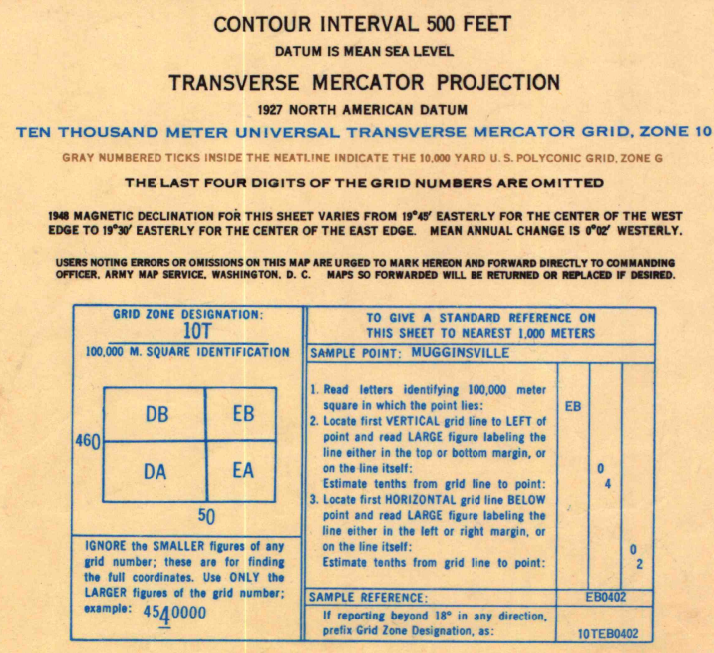 CONTOUR INTERVAL 500 FEET
DATUM IS MEAN SEA LEVEL
TRANSVERSE MERCATOR PROJECTION
1927 NORTH AMERICAN DATUM
TEN THOUSAND METER UNIVERSAL TRANSVERSE MERCATOR GRID, ZONE 10
GRAY NUMBERED TICKS INSIDE THE NEATLINE INDICATE THE 10,000 YARD U. S. POLYCONIC GRID, ZONE G
THE LAST FOUR DIGITS OF THE GRID NUMBERS ARE OMITTED
1948 MAGNETIC DECLINATION FOR THIS SHEET VARIES FROM 19°45′ EASTERLY FOR THE CENTER OF THE WEST
EDGE TO 19°30′ EASTERLY FOR THE CENTER OF THE EAST EDGE. MEAN ANNUAL CHANGE IS 0°02′ WESTERLY.
USERS NOTING ERRORS OR OMISSIONS ON THIS MAP ARE URGED TO MARK HEREON AND FORWARD DIRECTLY TO COMMANDING
OFFICER, ARMY MAP SERVICE, WASHINGTON, D. C. MAPS SO FORWARDED WILL BE RETURNED OR REPLACED IF DESIRED.
GRID ZONE DESIGNATION:
10T
100,000 M. SQUARE IDENTIFICATION
DB EB
460
DA EA
50
IGNORE the SMALLER figures of any
grid number; these are for finding
the full coordinates. Use ONLY the
LARGER figures of the grid number;
example: 4540000
TO GIVE A STANDARD REFERENCE ON
THIS SHEET TO NEAREST 1,000 METERS
SAMPLE POINT: MUGGINSVILLE
1. Read letters identifying 100,000 meter
square in which the point lies: EB
2. Locate first VERTICAL grid line to LEFT of
point and read LARGE figure labeling the
line either in the top or bottom margin, or
on the line itself: 0
Estimate tenths from grid line to point: 4
3. Locate first HORIZONTAL grid line BELOW
point and read LARGE figure labeling the
line either in the left or right margin, or
on the line itself: 0
Estimate tenths from grid line to point: 2
SAMPLE REFERENCE: EB0402
If reporting beyond 18° in any direction,
prefix Grid Zone Designation, as: 10TEB0402